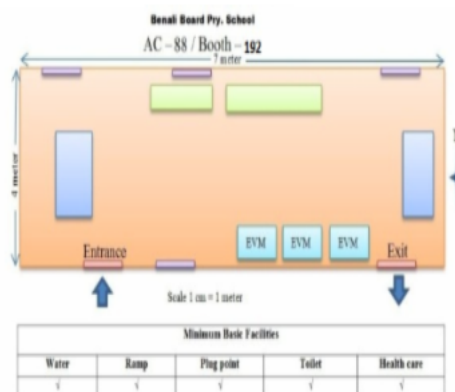 Benali Board Pry. School
AC – 88 / Booth – 192
7 meter
4 meter
EVM EVM EVM
Entrance Exit
Scale 1 cm = 1 meter
Minimum Basic Facilities
Water Ramp Plug point Toilet Health care
√ √ √ √ √